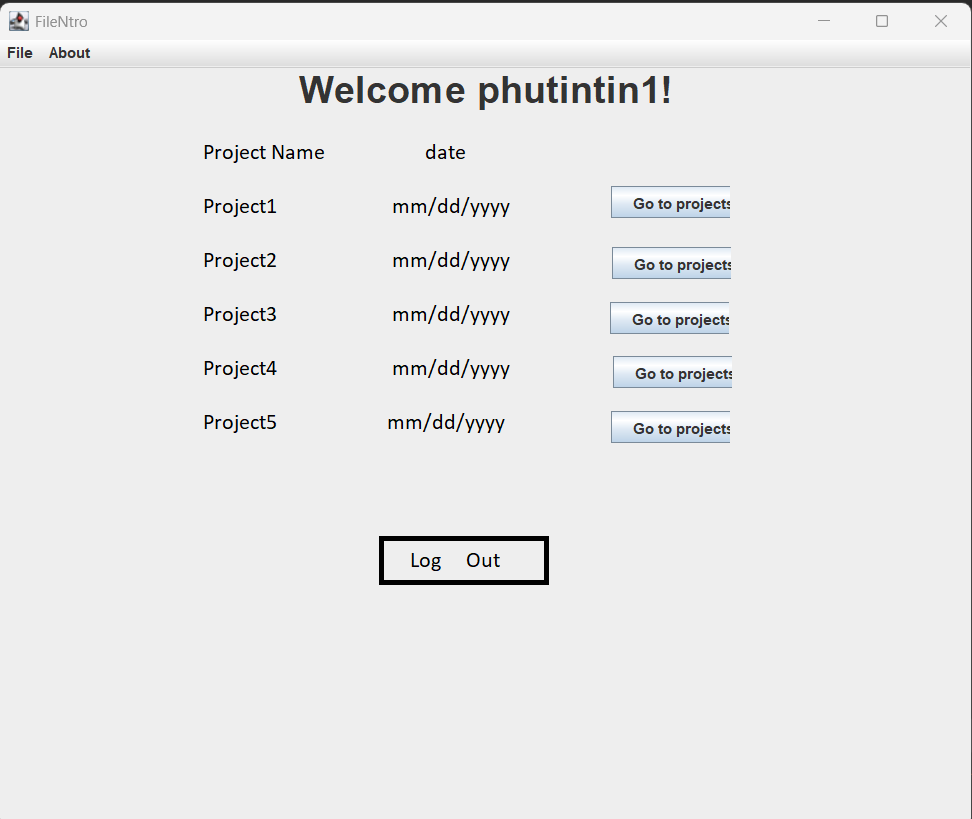 FileNtro
File About
Welcome phutintin1!
Project Name date
Project1 mm/dd/yyyy Go to projects
Project2 mm/dd/yyyy Go to projects
Project3 mm/dd/yyyy Go to projects
Project4 mm/dd/yyyy Go to projects
Project5 mm/dd/yyyy Go to projects
Log Out